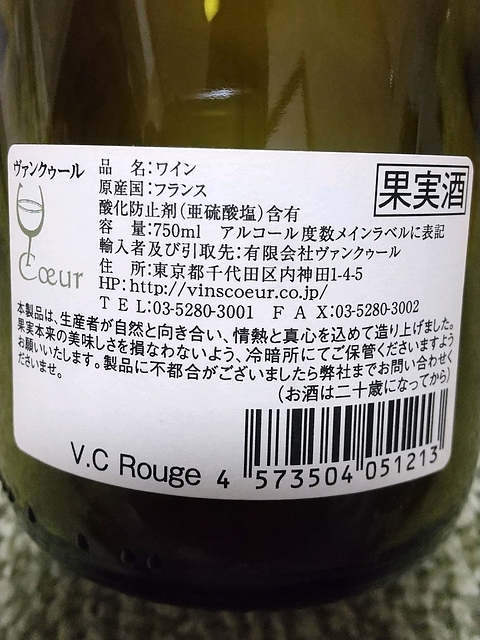 ヴァンクゥール
Cœur
果実酒
品　名：ワイン
原産国：フランス
酸化防止剤（亜硫酸塩）含有
容　量：750ml　アルコール度数メインラベルに表記
輸入者及び引取先：有限会社ヴァンクゥール
住　所：東京都千代田区内神田1-4-5
HP：http://vinscoeur.co.jp/
ＴＥＬ：03-5280-3001　ＦＡＸ：03-5280-3002
本製品は、生産者が自然と向き合い、情熱と真心を込めて造り上げました。
果実本来の美味しさを損なわないよう、冷暗所にてご保管くださいますよう
お願いいたします。製品に不都合がございましたら弊社までお問い合わせく
ださいませ。
（お酒は二十歳になってから）
V.C Rouge
4 573504 051213